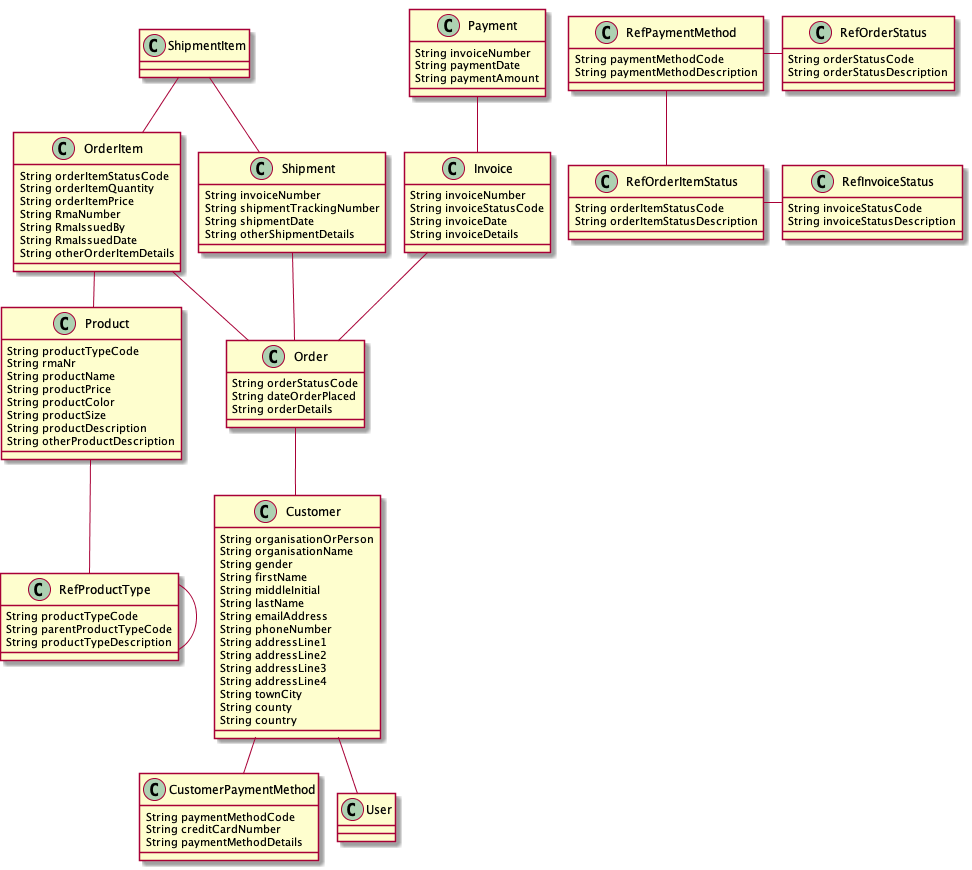 C ShipmentItem
C Payment
String invoiceNumber
String paymentDate
String paymentAmount
C RefPaymentMethod
String paymentMethodCode
String paymentMethodDescription
C RefOrderStatus
String orderStatusCode
String orderStatusDescription
C OrderItem
String orderItemStatusCode
String orderItemQuantity
String orderItemPrice
String RmaNumber
String RmaIssuedBy
String RmaIssuedDate
String otherOrderItemDetails
C Shipment
String invoiceNumber
String shipmentTrackingNumber
String shipmentDate
String otherShipmentDetails
C Invoice
String invoiceNumber
String invoiceStatusCode
String invoiceDate
String invoiceDetails
C RefOrderItemStatus
String orderItemStatusCode
String orderItemStatusDescription
C RefInvoiceStatus
String invoiceStatusCode
String invoiceStatusDescription
C Product
String productTypeCode
String rmaNr
String productName
String productPrice
String productColor
String productSize
String productDescription
String otherProductDescription
C Order
String orderStatusCode
String dateOrderPlaced
String orderDetails
C RefProductType
String productTypeCode
String parentProductTypeCode
String productTypeDescription
C Customer
String organisationOrPerson
String organisationName
String gender
String firstName
String middleInitial
String lastName
String emailAddress
String phoneNumber
String addressLine1
String addressLine2
String addressLine3
String addressLine4
String townCity
String county
String country
C CustomerPaymentMethod
String paymentMethodCode
String creditCardNumber
String paymentMethodDetails
C User